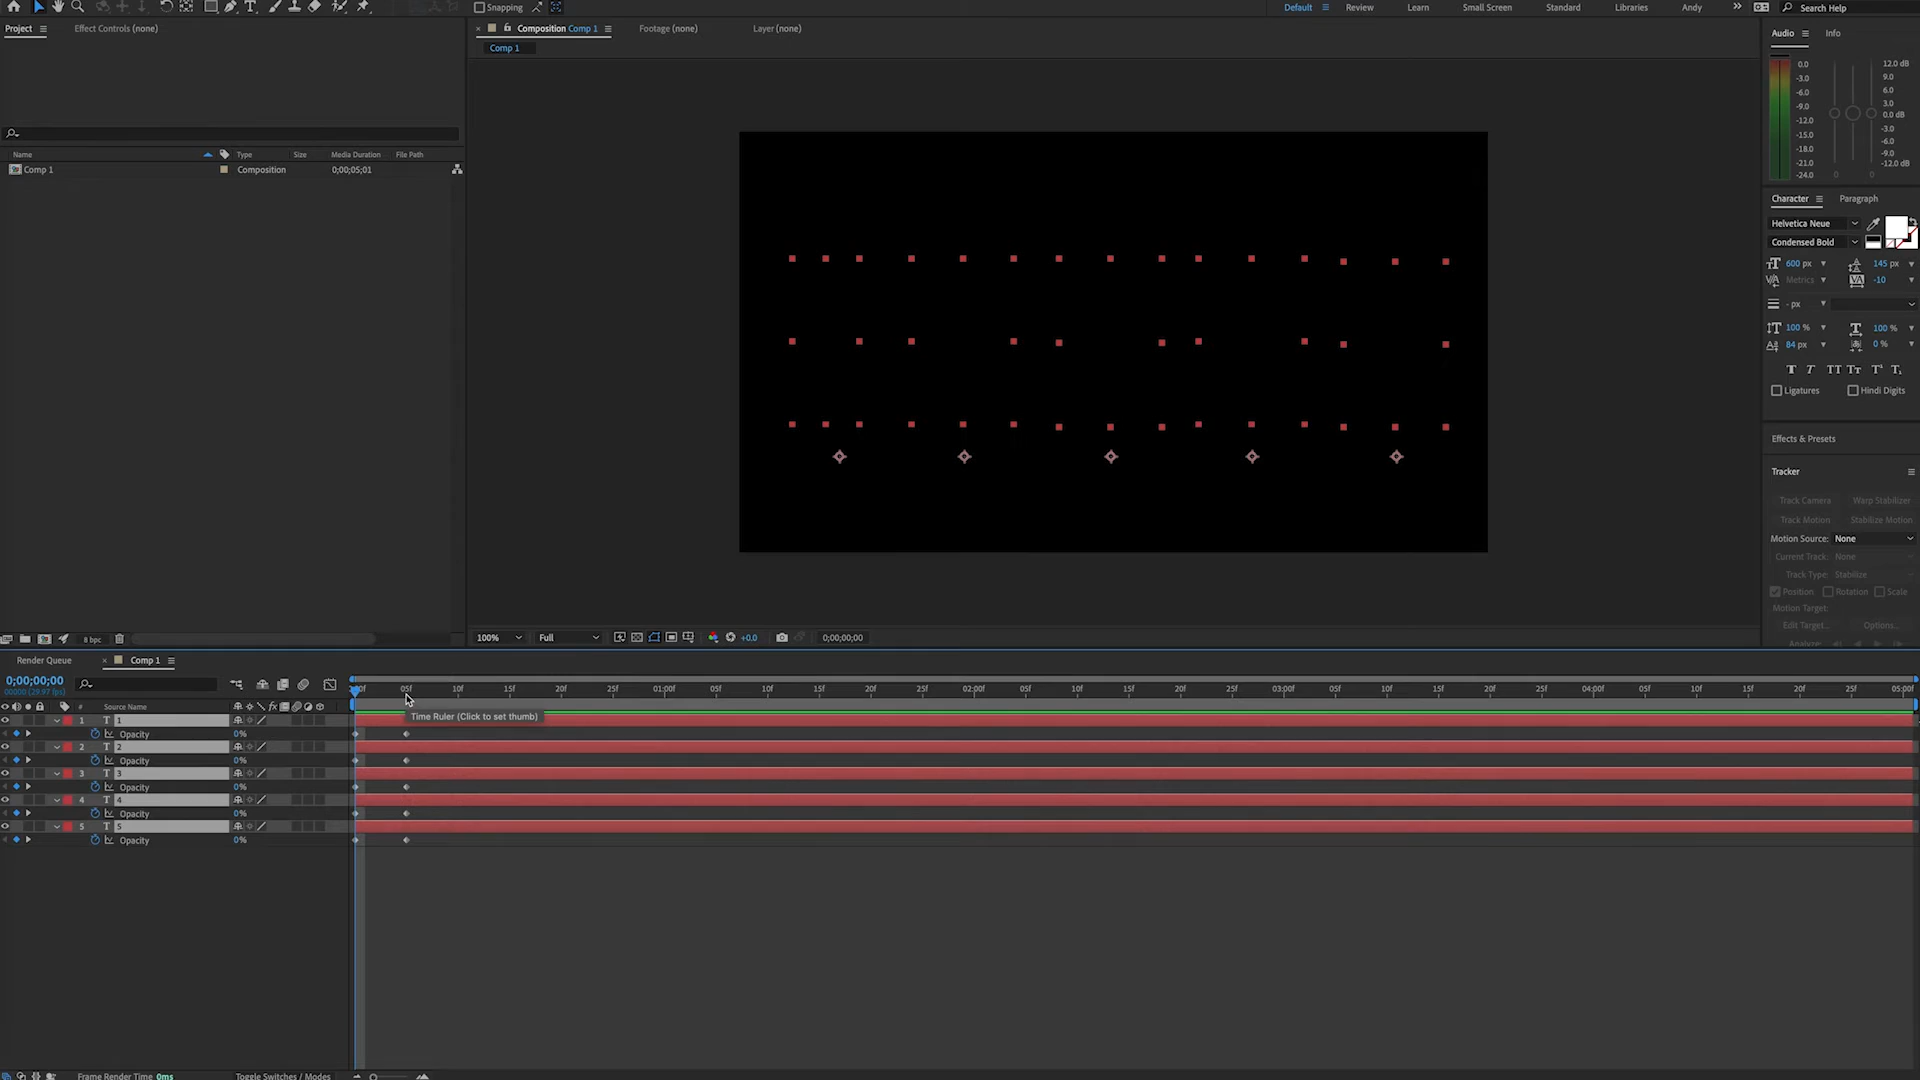 Snapping
Default
Review
Learn
Small Screen
Standard
Libraries
Andy
Search Help
Project
Effect Controls (none)
Composition Comp 1
Footage (none)
Layer (none)
Audio
Info
Comp 1
0.0
-3.0
-6.0
-9.0
-12.0
-15.0
-18.0
-21.0
-24.0
12.0 dB
9.0
6.0
3.0
0.0 dB
-3.0
-6.0
-9.0
-12.0 dB
0 0
Name
Type
Size
Media Duration
File Path
Comp 1
Composition
0;00;05;01
Character
Paragraph
Helvetica Neue
Condensed Bold
600 px
145 px
Metrics
-10
- px
100 %
100 %
84 px
0 %
Ligatures
Hindi Digits
Effects & Presets
Tracker
Track Camera
Warp Stabilizer
Track Motion
Stabilize Motion
Motion Source: None
Current Track: None
Track Type: Stabilize
Position
Rotation
Scale
Motion Target:
Edit Target...
Options...
Analyze:
8 bpc
100%
Full
+0.0
0;00;00;00
Render Queue
Comp 1
0;00;00;00
00000 (29.97 fps)
05f 10f 15f 20f 25f 01:00f 05f 10f 15f 20f 25f 02:00f 05f 10f 15f 20f 25f 03:00f 05f 10f 15f 20f 25f 04:00f 05f 10f 15f 20f 25f 05:00f
# Source Name
Time Ruler (Click to set thumb)
1 T 1
Opacity 0%
2 T 2
Opacity 0%
3 T 3
Opacity 0%
4 T 4
Opacity 0%
5 T 5
Opacity 0%
Frame Render Time 0ms
Toggle Switches / Modes